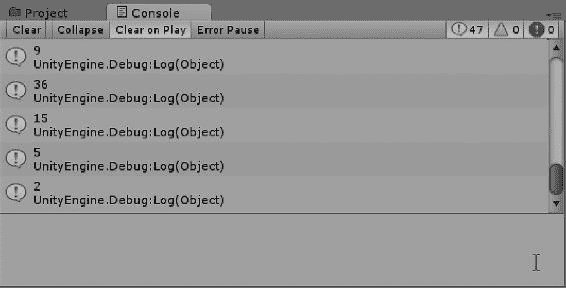 Project Console
Clear Collapse Clear on Play Error Pause 47 0 0
9
UnityEngine.Debug:Log(Object)
36
UnityEngine.Debug:Log(Object)
15
UnityEngine.Debug:Log(Object)
5
UnityEngine.Debug:Log(Object)
2
UnityEngine.Debug:Log(Object)